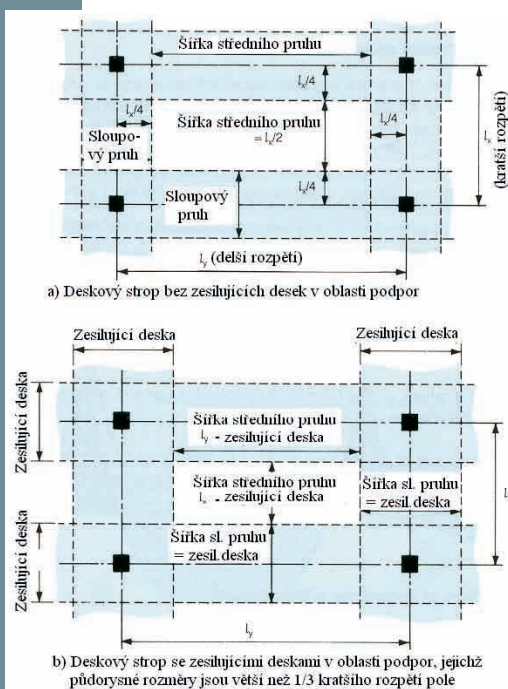 Šířka středního pruhu
lₓ/4
lₓ/4
lₓ/4
Šířka středního pruhu
= lₓ/2
Sloupo-
vý pruh
lₓ (kratší rozpětí)
Sloupový
pruh
lₓ/4
l_y (delší rozpětí)
a) Deskový strop bez zesilujících desek v oblasti podpor
Zesilující deska
Zesilující deska
Zesilující deska
Šířka středního pruhu
l_y - zesilující deska
Šířka středního pruhu
- zesilující deska
Šířka sl. pruhu
= zesil.deska
Zesilující deska
Šířka sl. pruhu
= zesil.deska
l_y
b) Deskový strop se zesilujícími deskami v oblasti podpor, jejichž
půdorysné rozměry jsou větší než 1/3 kratšího rozpětí pole